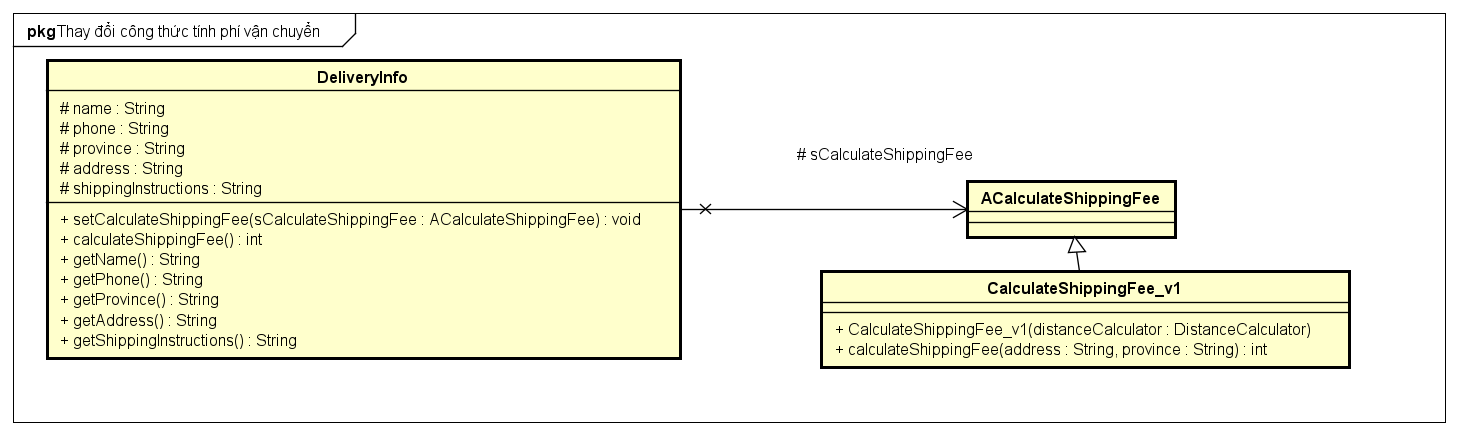 pkg Thay đổi công thức tính phí vận chuyển
DeliveryInfo
# name : String
# phone : String
# province : String
# address : String
# shippingInstructions : String
+ setCalculateShippingFee(sCalculateShippingFee : ACalculateShippingFee) : void
+ calculateShippingFee() : int
+ getName() : String
+ getPhone() : String
+ getProvince() : String
+ getAddress() : String
+ getShippingInstructions() : String
# sCalculateShippingFee
ACalculateShippingFee
CalculateShippingFee_v1
+ CalculateShippingFee_v1(distanceCalculator : DistanceCalculator)
+ calculateShippingFee(address : String, province : String) : int